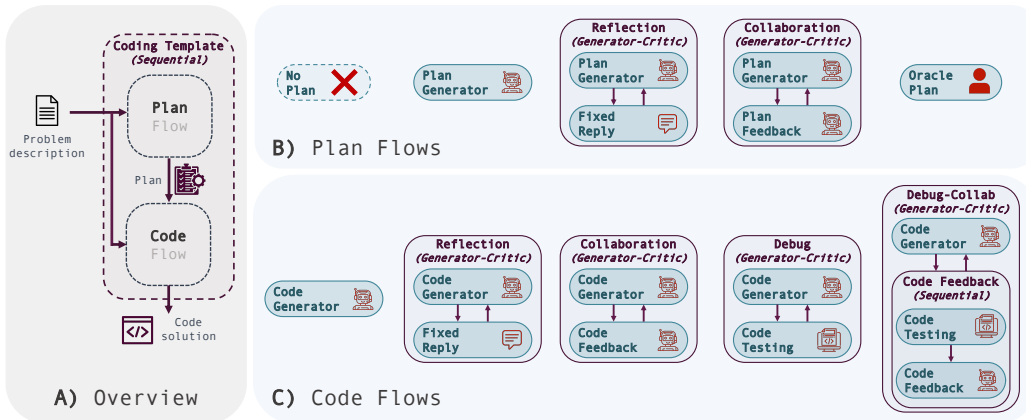 Coding Template
(Sequential)
Problem
description
Plan
Flow
Plan
Code
Flow
Code
solution
A) Overview
No
Plan
Plan
Generator
Reflection
(Generator-Critic)
Plan
Generator
Fixed
Reply
Collaboration
(Generator-Critic)
Plan
Generator
Plan
Feedback
Oracle
Plan
B) Plan Flows
Code
Generator
Reflection
(Generator-Critic)
Code
Generator
Fixed
Reply
Collaboration
(Generator-Critic)
Code
Generator
Code
Feedback
Debug
(Generator-Critic)
Code
Generator
Code
Testing
Debug-Collab
(Generator-Critic)
Code
Generator
Code Feedback
(Sequential)
Code
Testing
Code
Feedback
C) Code Flows